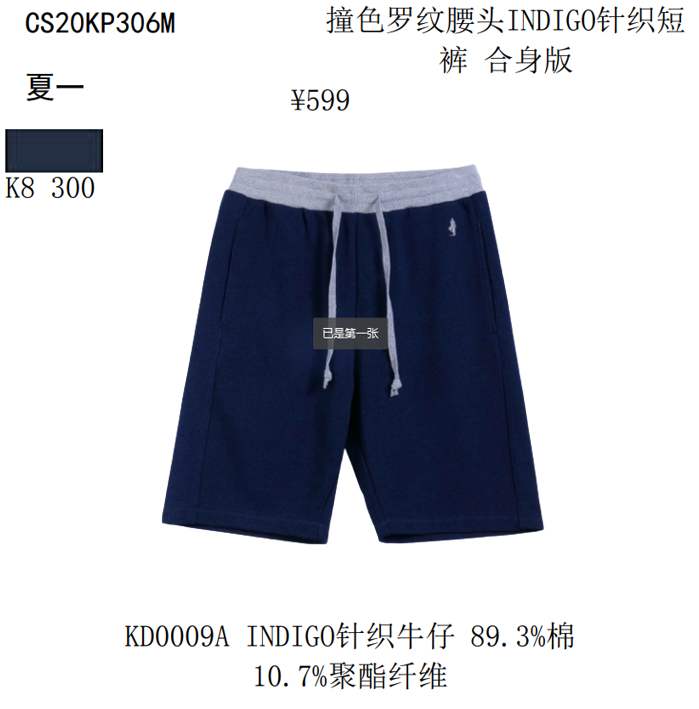 CS20KP306M
撞色罗纹腰头INDIGO针织短
裤 合身版
夏一
¥599
K8 300
已是第一张
KD0009A INDIGO针织牛仔 89.3%棉
10.7%聚酯纤维